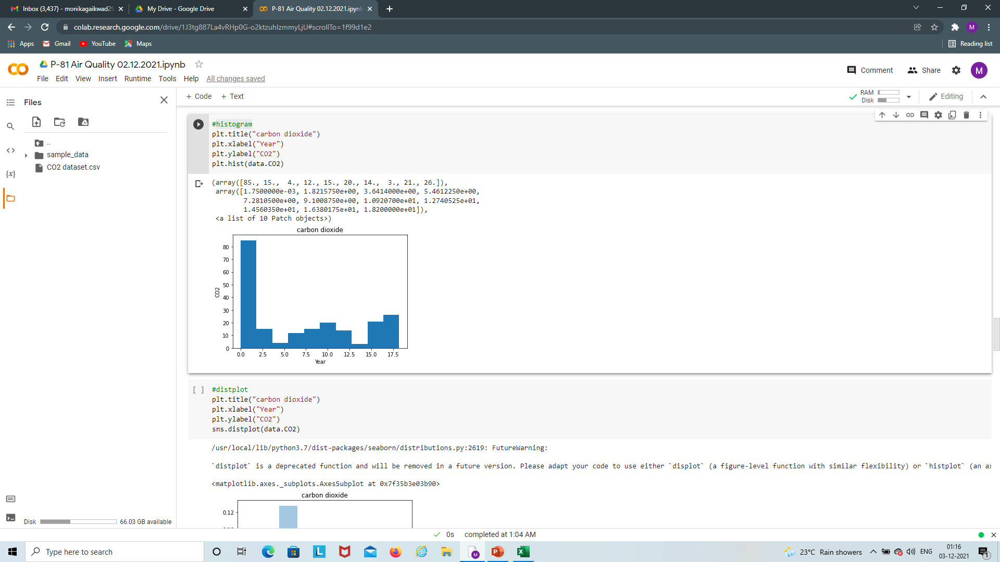 Inbox (3,437) - monikagaikwad29
My Drive - Google Drive
P-81 Air Quality 02.12.2021.ipynb
colab.research.google.com/drive/1J3tg887La4vRHp0G-o2ktzuhIzmmyLjU#scrollTo=1f99d1e2
Apps
Gmail
YouTube
Maps
Reading list
P-81 Air Quality 02.12.2021.ipynb
Comment
Share
M
File Edit View Insert Runtime Tools Help All changes saved
Files
+ Code + Text
RAM
Disk
Editing
..
sample_data
CO2 dataset.csv
{x}
#histogram
plt.title("carbon dioxide")
plt.xlabel("Year")
plt.ylabel("CO2")
plt.hist(data.CO2)
(array([85., 15.,  4., 12., 15., 20., 14.,  3., 21., 26.]),
array([1.7500000e-03, 1.8215750e+00, 3.6414000e+00, 5.4612250e+00,
7.2810500e+00, 9.1008750e+00, 1.0920700e+01, 1.2740525e+01,
1.4560350e+01, 1.6380175e+01, 1.8200000e+01]),
<a list of 10 Patch objects>)
carbon dioxide
80
70
60
50
40
30
20
10
0
CO2
0.0 2.5 5.0 7.5 10.0 12.5 15.0 17.5
Year
[ ]
#distplot
plt.title("carbon dioxide")
plt.xlabel("Year")
plt.ylabel("CO2")
sns.distplot(data.CO2)
/usr/local/lib/python3.7/dist-packages/seaborn/distributions.py:2619: FutureWarning:
`distplot` is a deprecated function and will be removed in a future version. Please adapt your code to use either `displot` (a figure-level function with similar flexibility) or `histplot` (an
<matplotlib.axes._subplots.AxesSubplot at 0x7f35b3e03b90>
carbon dioxide
0.12
Disk
66.03 GB available
0s completed at 1:04 AM
Type here to search
23°C Rain showers
ENG
01:16
03-12-2021
1